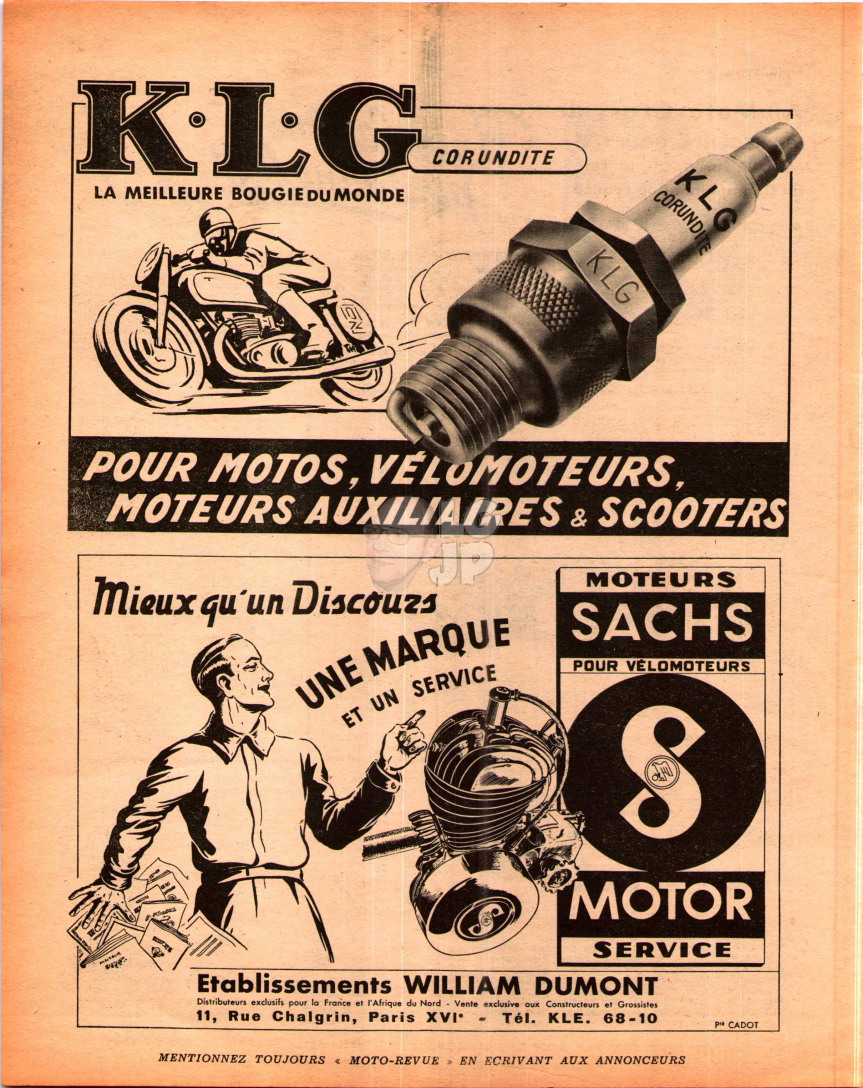 K·L·G
CORUNDITE
LA MEILLEURE BOUGIE DU MONDE
KLG
CORUNDITE
KLG
POUR MOTOS, VÉLOMOTEURS,
MOTEURS AUXILIAIRES & SCOOTERS
JP
Mieux qu'un Discours
UNE MARQUE
ET UN SERVICE
MOTEURS
SACHS
POUR VÉLOMOTEURS
S
MOTOR
SERVICE
Etablissements WILLIAM DUMONT
Distributeurs exclusifs pour la France et l'Afrique du Nord - Vente exclusive aux Constructeurs et Grossistes
11, Rue Chalgrin, Paris XVIe - Tél. KLE. 68-10
Pté CADOT
MENTIONNEZ TOUJOURS « MOTO-REVUE » EN ECRIVANT AUX ANNONCEURS